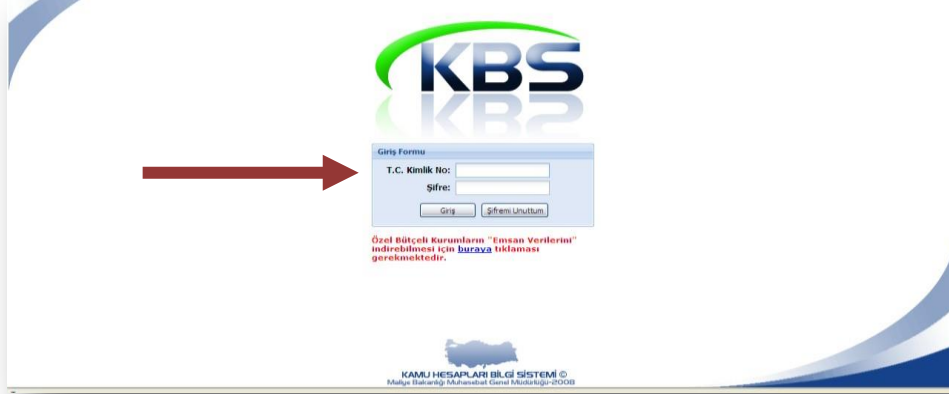 KBS
Giriş Formu
T.C. Kimlik No:
Şifre:
Giriş Şifremi Unuttum
Özel Bütçeli Kurumların "Emsan Verilerini"
indirebilmesi için buraya tıklaması
gerekmektedir.
KAMU HESAPLARI BİLGİ SİSTEMİ ©
Maliye Bakanlığı Muhasebat Genel Müdürlüğü-2008